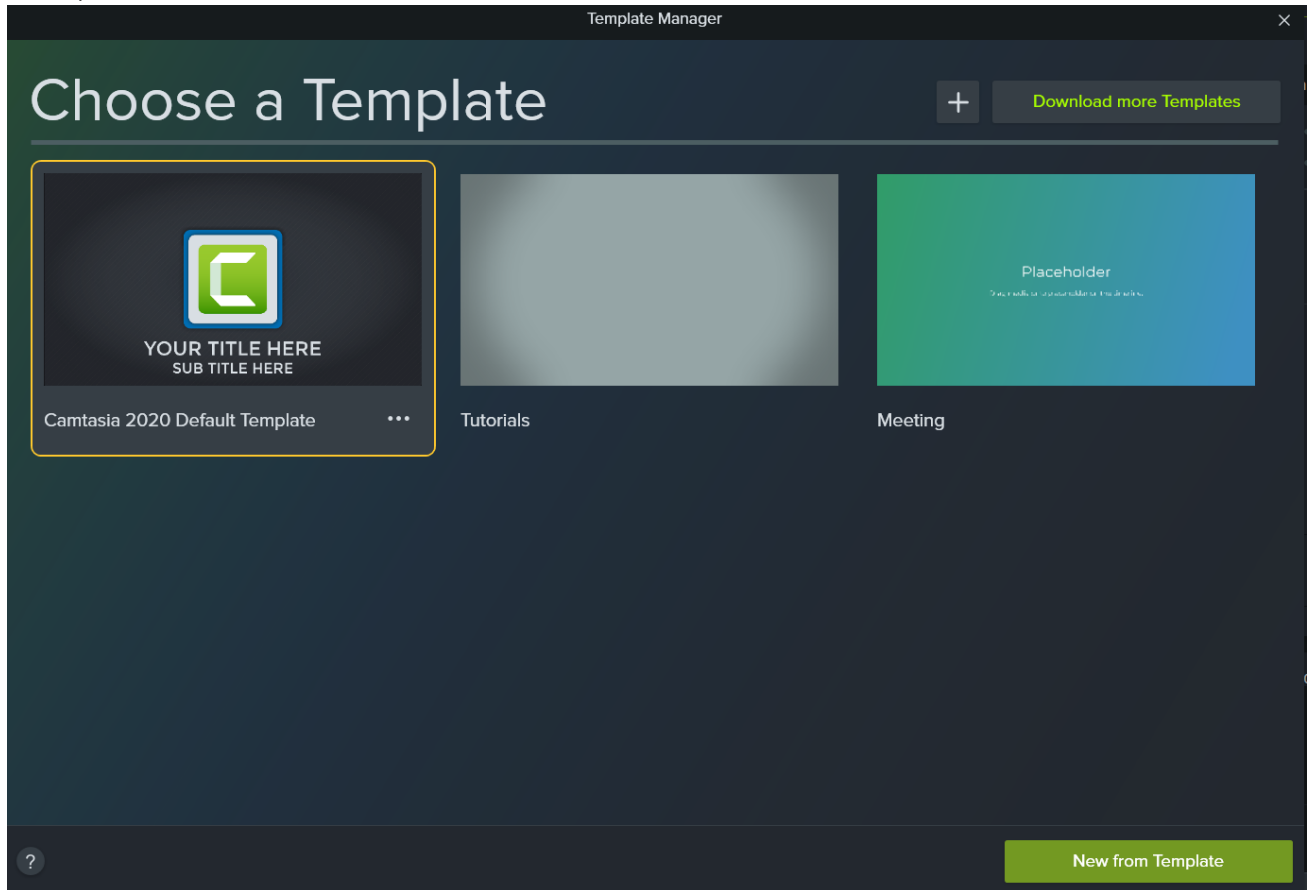 Template Manager
Choose a Template
Download more Templates
YOUR TITLE HERE
SUB TITLE HERE
Placeholder
Camtasia 2020 Default Template
Tutorials
Meeting
?
New from Template